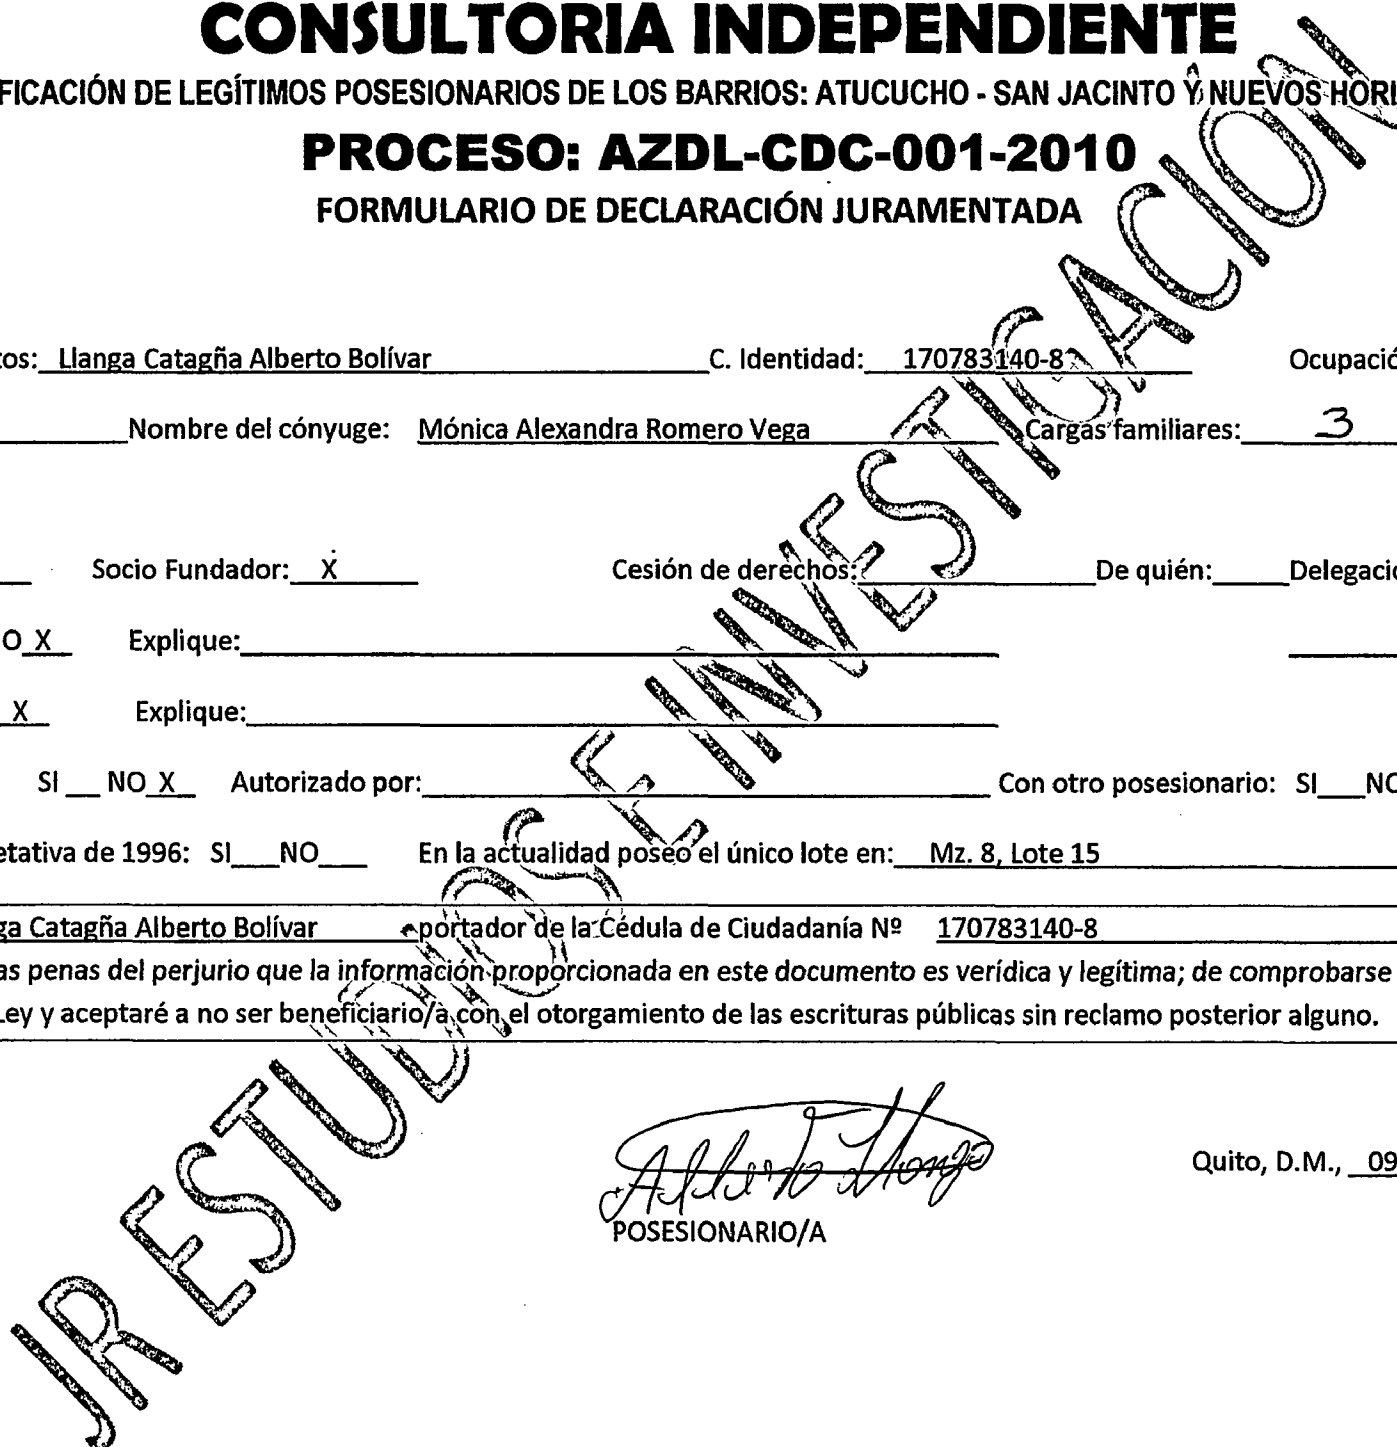 CONSULTORIA INDEPENDIENTE
FICACIÓN DE LEGÍTIMOS POSESIONARIOS DE LOS BARRIOS: ATUCUCHO - SAN JACINTO Y NUEVOS HORI
PROCESO: AZDL-CDC-001-2010
FORMULARIO DE DECLARACIÓN JURAMENTADA
tos: Llanga Catagña Alberto Bolívar C. Identidad: 170783140-8 Ocupació
Nombre del cónyuge: Mónica Alexandra Romero Vega Cargas familiares: 3
Socio Fundador: X Cesión de derechos: De quién: Delegació
O X Explique:
X Explique:
SI __ NO X Autorizado por: Con otro posesionario: SI___NO
etativa de 1996: SI___NO___ En la actualidad poseo el único lote en: Mz. 8, Lote 15
ga Catagña Alberto Bolívar portador de la Cédula de Ciudadanía Nº 170783140-8
as penas del perjurio que la información proporcionada en este documento es verídica y legítima; de comprobarse
Ley y aceptaré a no ser beneficiario/a con el otorgamiento de las escrituras públicas sin reclamo posterior alguno.
Alberto Llanga
Quito, D.M., 09
POSESIONARIO/A
JR ESTUDIOS E INVESTIGACION